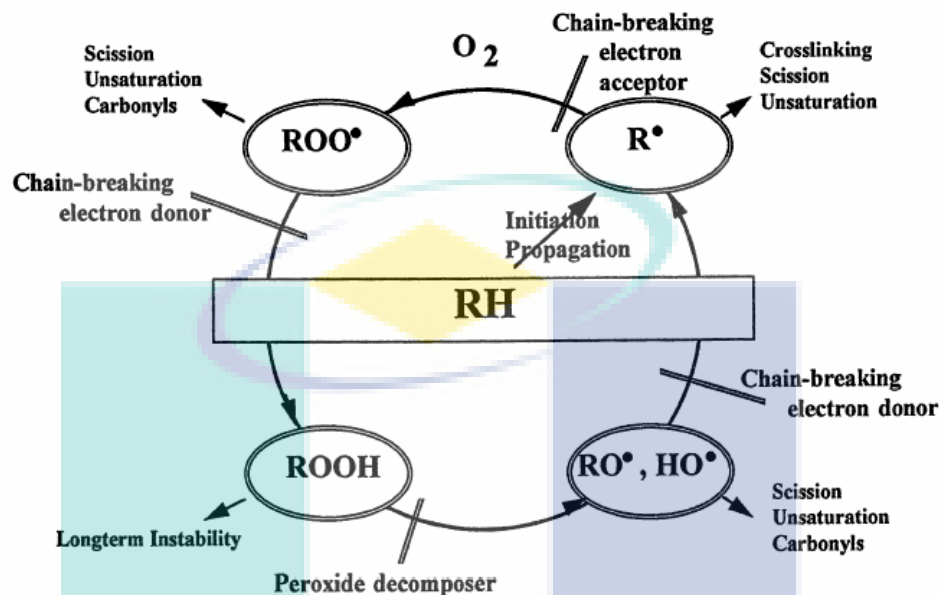 Scission
Unsaturation
Carbonyls
O2
Chain-breaking
electron
acceptor
Crosslinking
Scission
Unsaturation
ROO•
R•
Chain-breaking
electron donor
Initiation
Propagation
RH
Chain-breaking
electron donor
ROOH
RO•, HO•
Longterm Instability
Scission
Unsaturation
Carbonyls
Peroxide decomposer